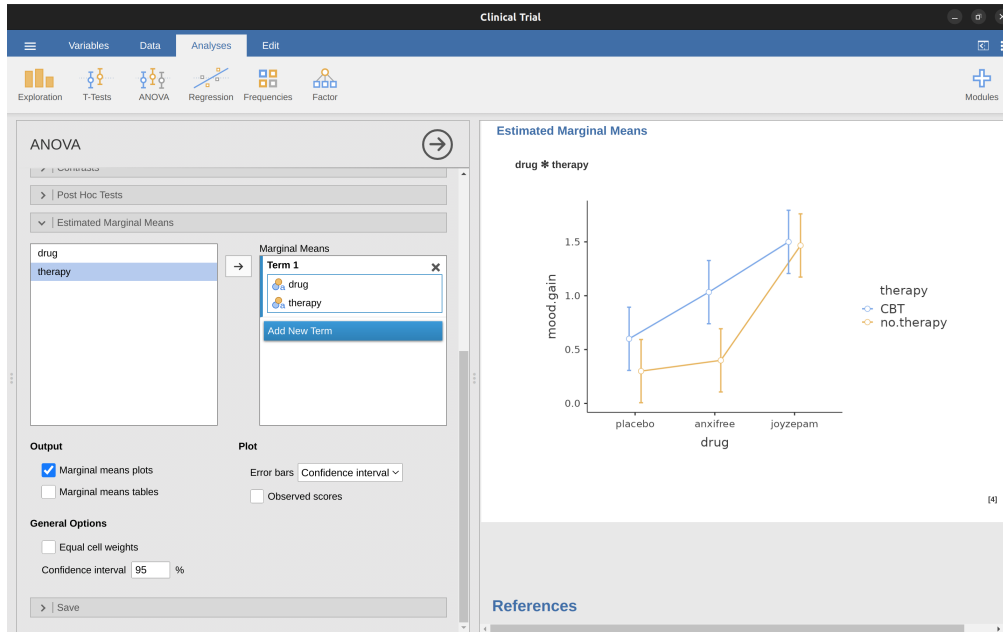 Clinical Trial
Variables Data Analyses Edit
Exploration T-Tests ANOVA Regression Frequencies Factor Modules
ANOVA
Contrasts
Post Hoc Tests
Estimated Marginal Means
drug
therapy
Marginal Means
Term 1
drug
therapy
Add New Term
Output
Marginal means plots
Marginal means tables
Plot
Error bars Confidence interval
Observed scores
General Options
Equal cell weights
Confidence interval 95 %
Save
Estimated Marginal Means
drug ✻ therapy
mood.gain
1.5
1.0
0.5
0.0
placebo anxifree joyzepam
drug
therapy
CBT
no.therapy
[4]
References